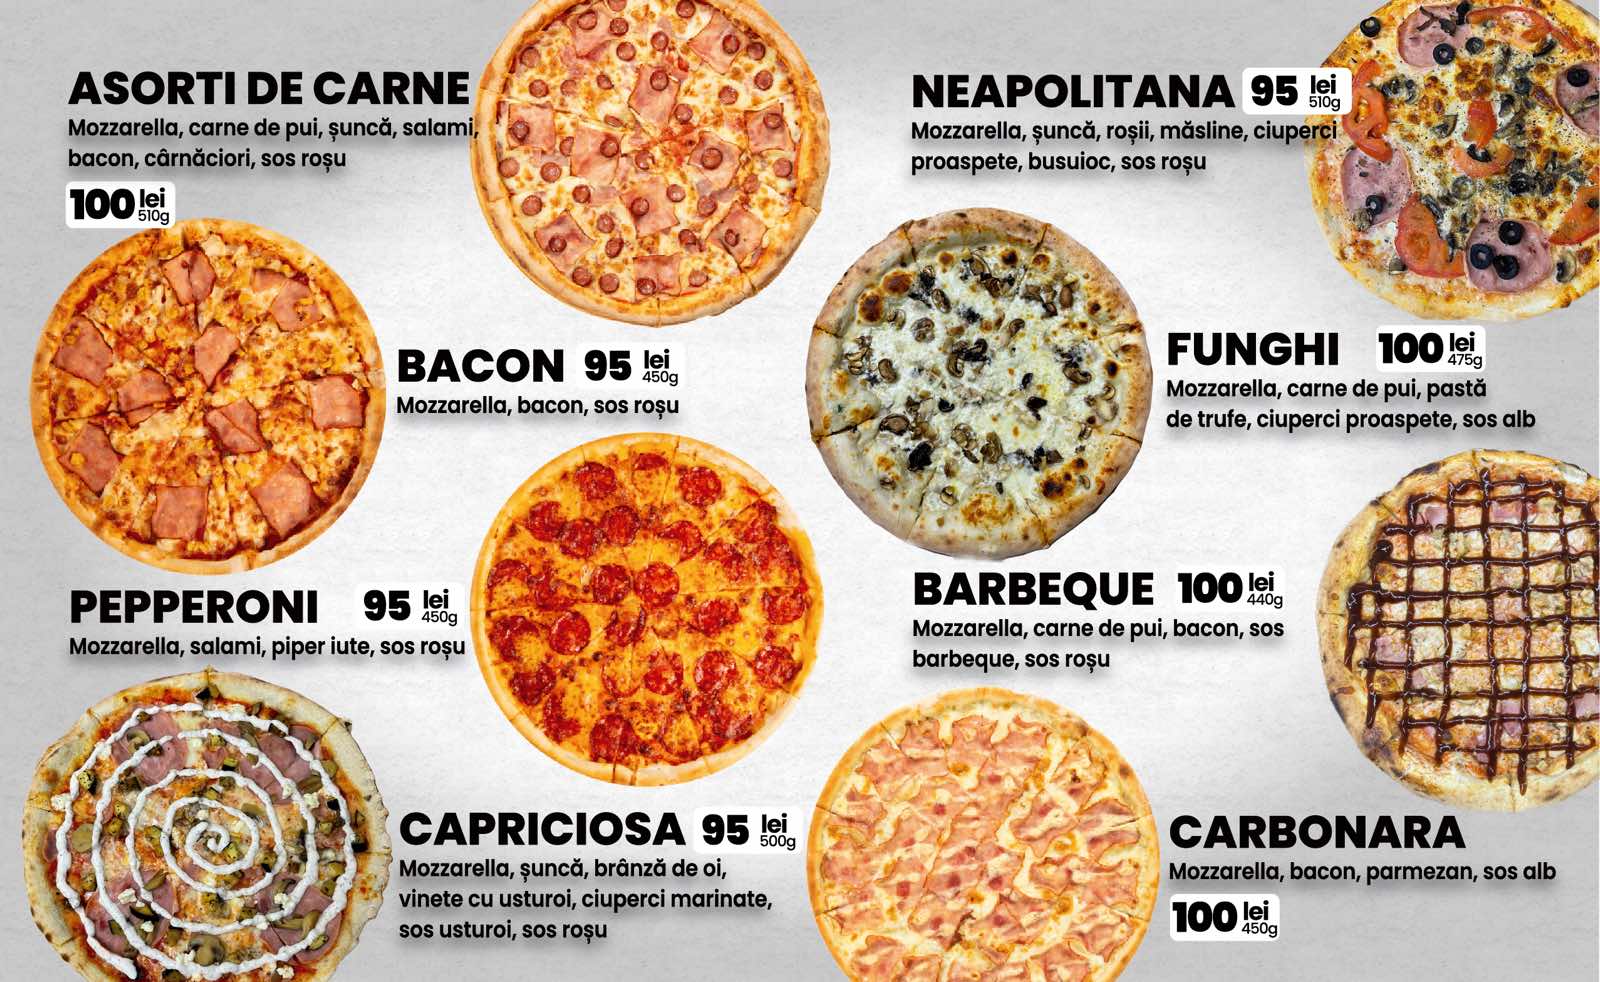 ASORTI DE CARNE
Mozzarella, carne de pui, șuncă, salami,
bacon, cârnăciori, sos roșu
100 lei
510g
BACON 95 lei
450g
Mozzarella, bacon, sos roșu
PEPPERONI 95 lei
450g
Mozzarella, salami, piper iute, sos roșu
CAPRICIOSA 95 lei
500g
Mozzarella, șuncă, brânză de oi,
vinete cu usturoi, ciuperci marinate,
sos usturoi, sos roșu
NEAPOLITANA 95 lei
510g
Mozzarella, șuncă, roșii, măsline, ciuperci
proaspete, busuioc, sos roșu
FUNGHI 100 lei
475g
Mozzarella, carne de pui, pastă
de trufe, ciuperci proaspete, sos alb
BARBEQUE 100 lei
440g
Mozzarella, carne de pui, bacon, sos
barbeque, sos roșu
CARBONARA
Mozzarella, bacon, parmezan, sos alb
100 lei
450g